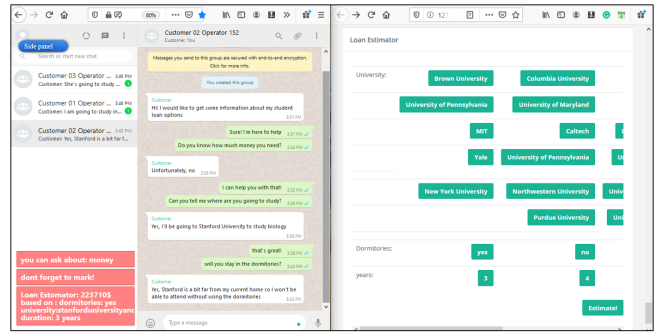 80%
Side panel
Search or start new chat
Customer 03 Operator ... 3:48 PM
Customer: She's going to study ... 1
Customer 01 Operator ... 3:48 PM
Customer: I am going to study in... 1
Customer 02 Operator ... 3:42 PM
Customer: Yes, Stanford is a bit far f...
you can ask about: money
dont forget to mark!
Loan Estomator: 223710$
based on : dormitories: yes
university:stanforduniversityand
duration: 3 years
Customer 02 Operator 152
Customer, You
Messages you send to this group are secured with end-to-end encryption.
Click for more info.
You created this group
Customer
Hi! I would like to get some information about my student
loan options
3:31 PM
Sure! I'm here to help
Do you know how much money you need?
Customer
Unfortunately, no
I can help you with that!
Can you tell me where are you going to study?
Customer
Yes, I'll be going to Stanford University to study biology
that's great!
will you stay in the dormitories?
Customer
Yes, Stanford is a bit far from my current home so I won't be
able to attend without using the dormitories
3:42 PM
Type a message
Loan Estimator
University:
Brown University Columbia University
University of Pennsylvania University of Maryland
MIT Caltech
Yale University of Pennsylvania
New York University Northwestern University Univ
Purdue University Uni
Dormitories:
yes no
years:
3 4
Estimate!